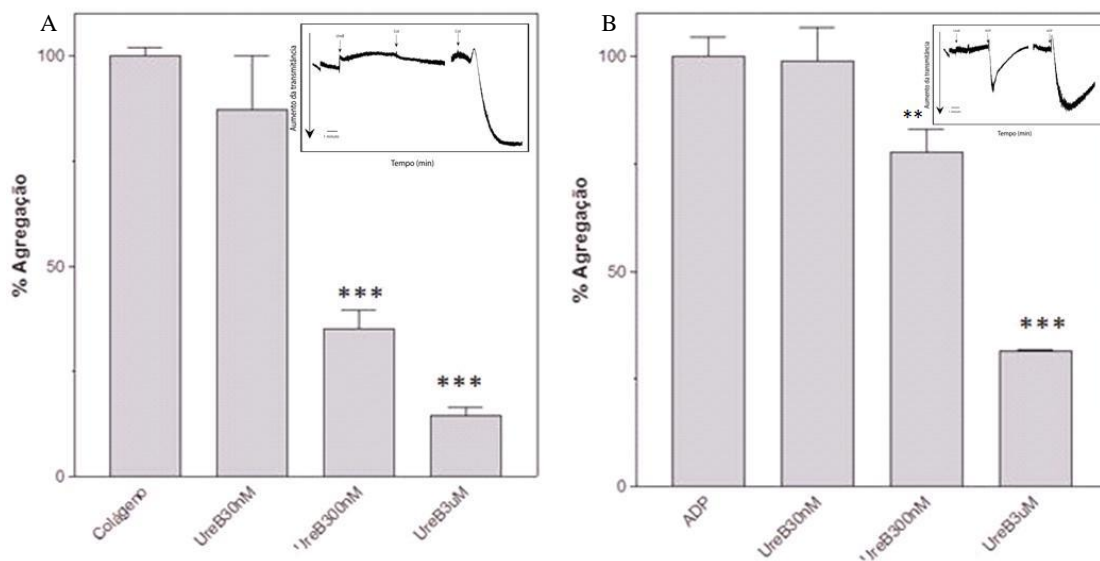 A
% Agregação
100
50
0
Aumento da transmitância
Tempo (min)
***
***
Colágeno
UreB30nM
UreB300nM
UreB3uM
B
% Agregação
100
50
0
Aumento da transmitância
Tempo (min)
**
***
ADP
UreB30nM
UreB300nM
UreB3uM